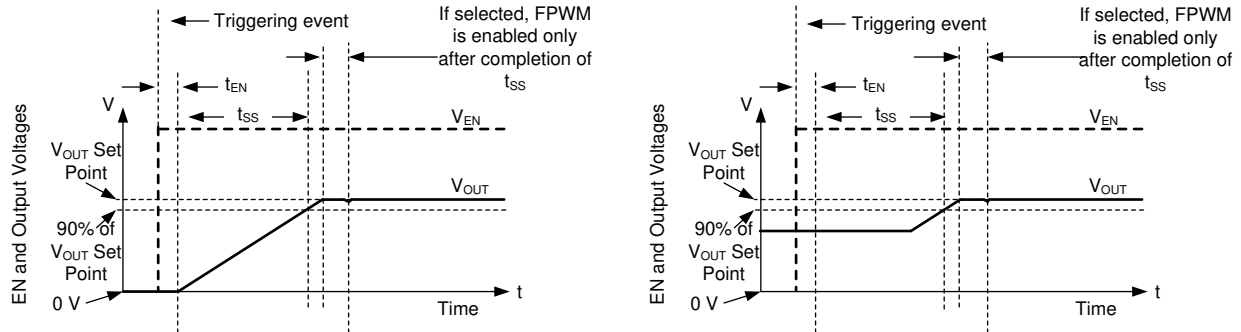 Triggering event
If selected, FPWM
is enabled only
after completion of
tSS
tEN
V
tSS
VEN
EN and Output Voltages
VOUT Set
Point
VOUT
90% of
VOUT Set
Point
0 V
t
Time
Triggering event
If selected, FPWM
is enabled only
after completion of
tSS
tEN
V
tSS
VEN
EN and Output Voltages
VOUT Set
Point
VOUT
90% of
VOUT Set
Point
0 V
t
Time